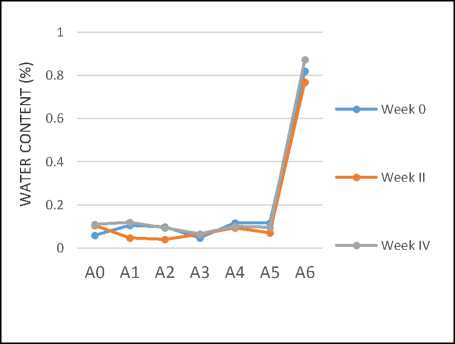 1
0.8
0.6
0.4
0.2
0
WATER CONTENT (%)
A0 A1 A2 A3 A4 A5 A6
Week 0
Week II
Week IV